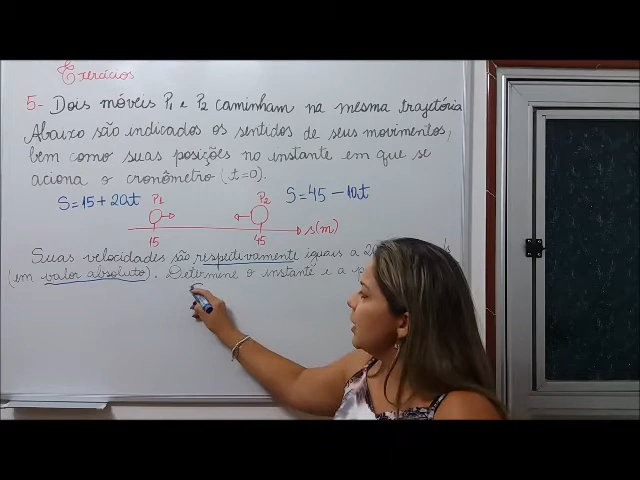 Exercícios
5- Dois móveis P1 e P2 caminham na mesma trajetória
Abaixo são indicados os sentidos de seus movimentos,
bem como suas posições no instante em que se
aciona o cronômetro (t=0).
S=15+20t P1 P2 S=45-10t
15 45 s(m)
Suas velocidades são respetivamente iguais a
(em valor absoluto). Determine o instante e a